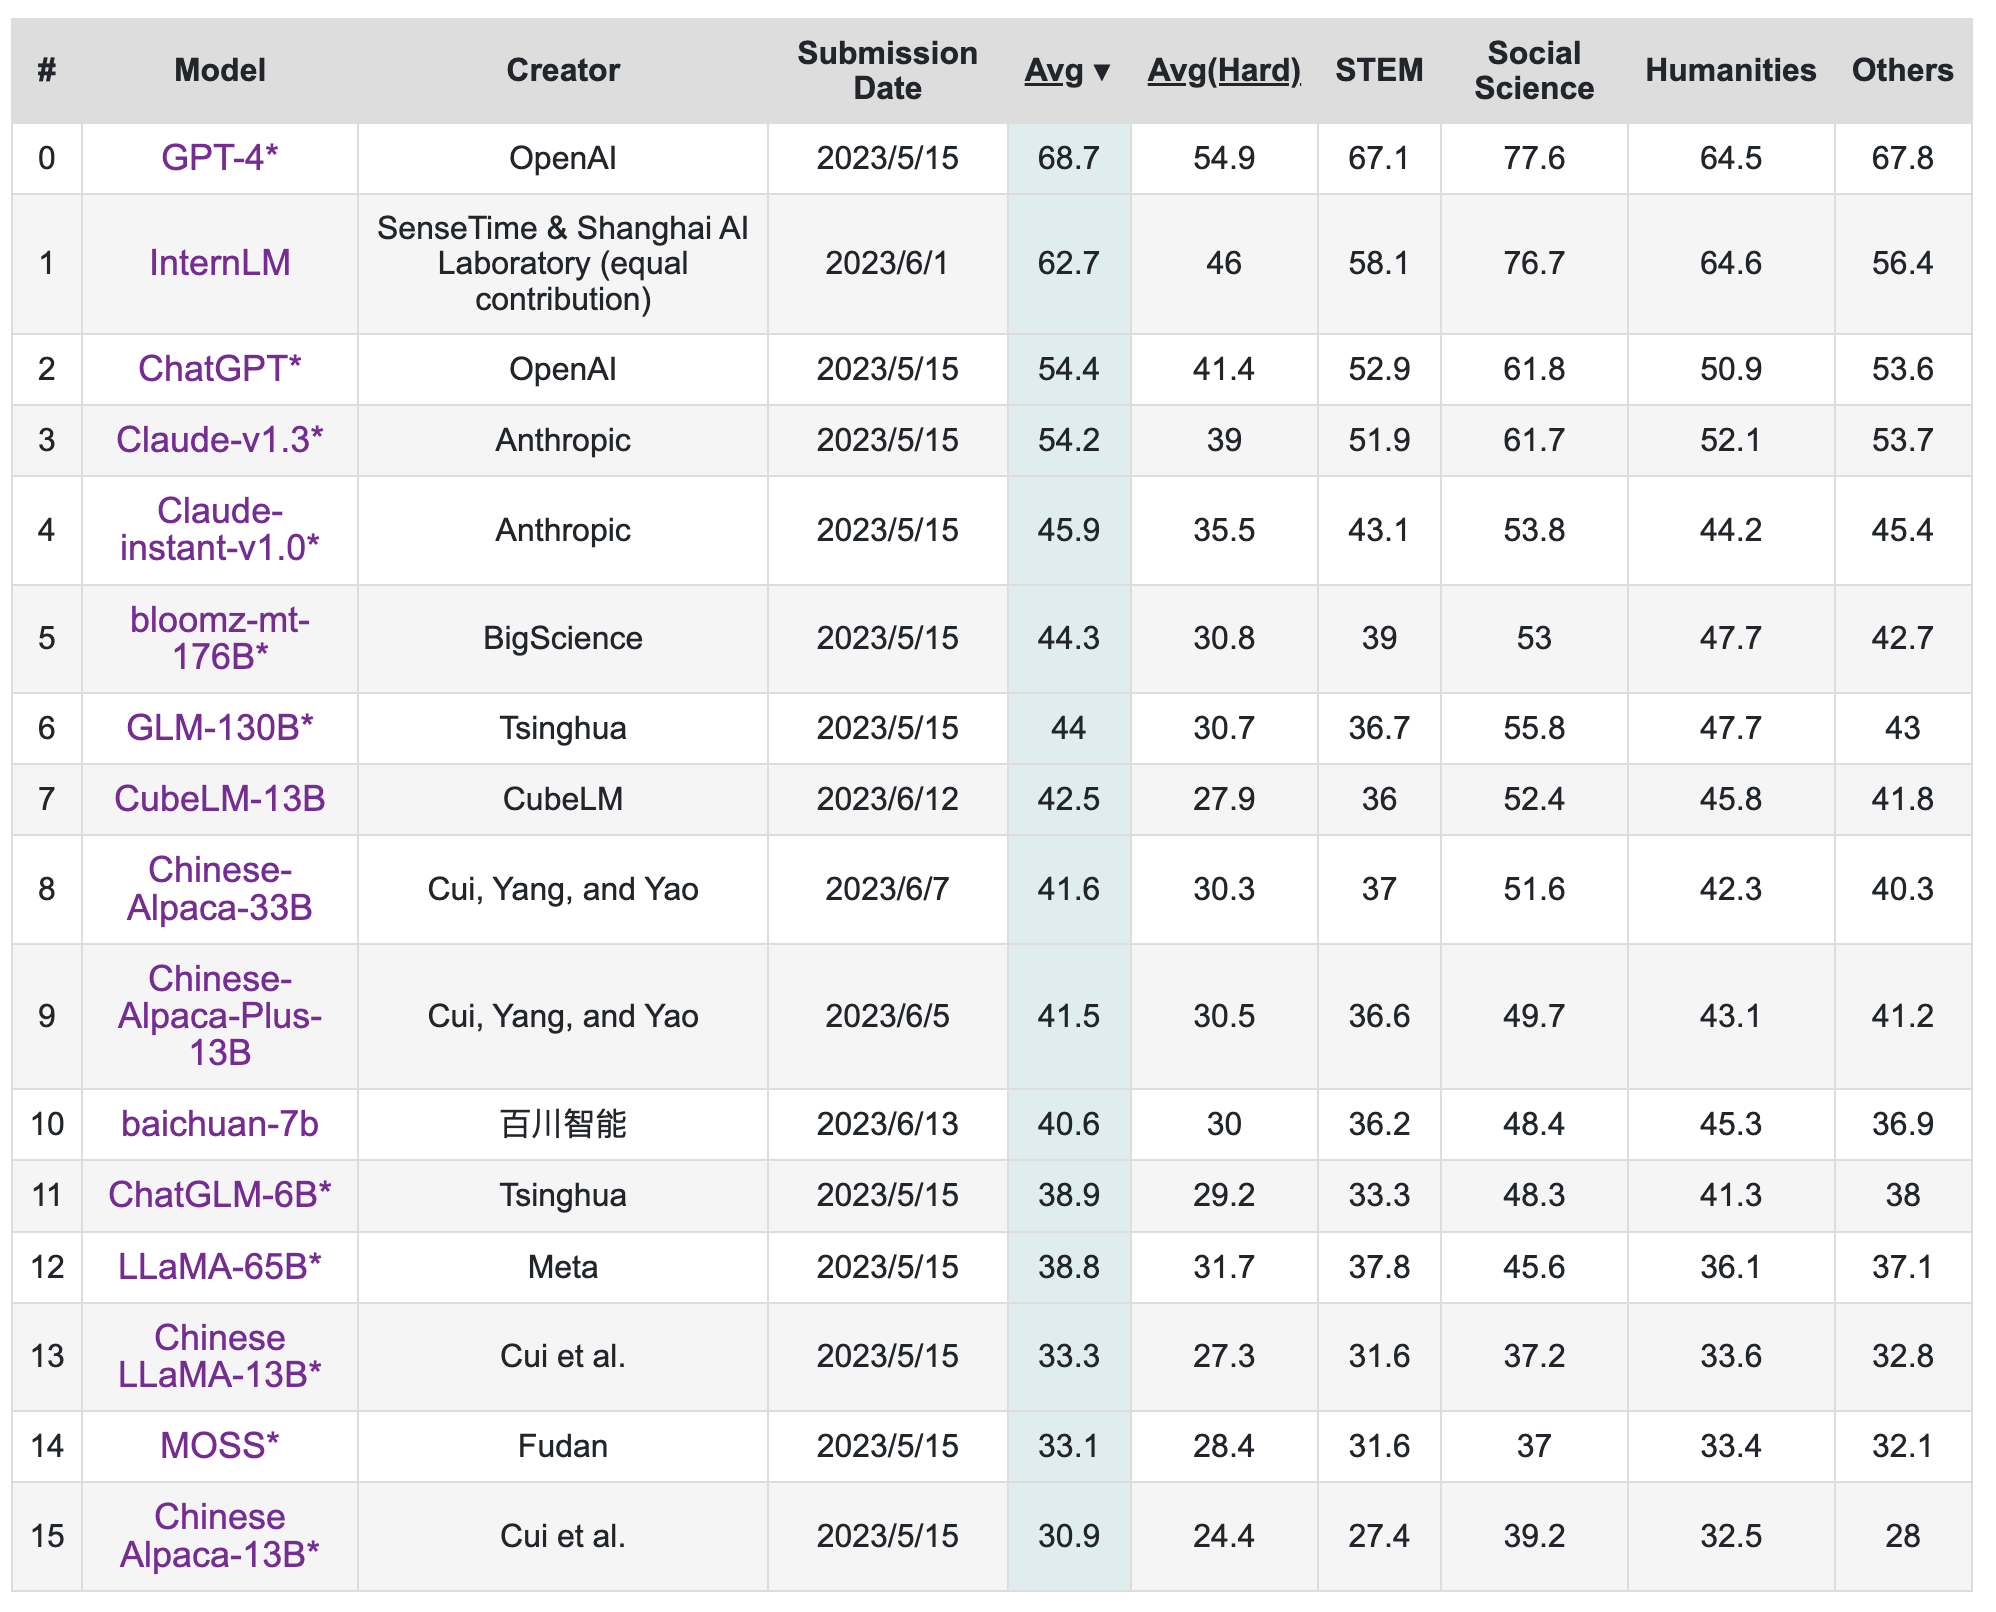 # Model Creator Submission Date Avg ▼ Avg(Hard) STEM Social Science Humanities Others
0 GPT-4* OpenAI 2023/5/15 68.7 54.9 67.1 77.6 64.5 67.8
1 InternLM SenseTime & Shanghai AI Laboratory (equal contribution) 2023/6/1 62.7 46 58.1 76.7 64.6 56.4
2 ChatGPT* OpenAI 2023/5/15 54.4 41.4 52.9 61.8 50.9 53.6
3 Claude-v1.3* Anthropic 2023/5/15 54.2 39 51.9 61.7 52.1 53.7
4 Claude-instant-v1.0* Anthropic 2023/5/15 45.9 35.5 43.1 53.8 44.2 45.4
5 bloomz-mt-176B* BigScience 2023/5/15 44.3 30.8 39 53 47.7 42.7
6 GLM-130B* Tsinghua 2023/5/15 44 30.7 36.7 55.8 47.7 43
7 CubeLM-13B CubeLM 2023/6/12 42.5 27.9 36 52.4 45.8 41.8
8 Chinese-Alpaca-33B Cui, Yang, and Yao 2023/6/7 41.6 30.3 37 51.6 42.3 40.3
9 Chinese-Alpaca-Plus-13B Cui, Yang, and Yao 2023/6/5 41.5 30.5 36.6 49.7 43.1 41.2
10 baichuan-7b 百川智能 2023/6/13 40.6 30 36.2 48.4 45.3 36.9
11 ChatGLM-6B* Tsinghua 2023/5/15 38.9 29.2 33.3 48.3 41.3 38
12 LLaMA-65B* Meta 2023/5/15 38.8 31.7 37.8 45.6 36.1 37.1
13 Chinese LLaMA-13B* Cui et al. 2023/5/15 33.3 27.3 31.6 37.2 33.6 32.8
14 MOSS* Fudan 2023/5/15 33.1 28.4 31.6 37 33.4 32.1
15 Chinese Alpaca-13B* Cui et al. 2023/5/15 30.9 24.4 27.4 39.2 32.5 28